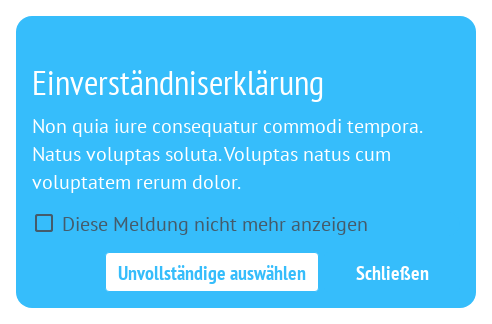 Einverständniserklärung
Non quia iure consequatur commodi tempora.
Natus voluptas soluta. Voluptas natus cum
voluptatem rerum dolor.
Diese Meldung nicht mehr anzeigen
Unvollständige auswählen Schließen